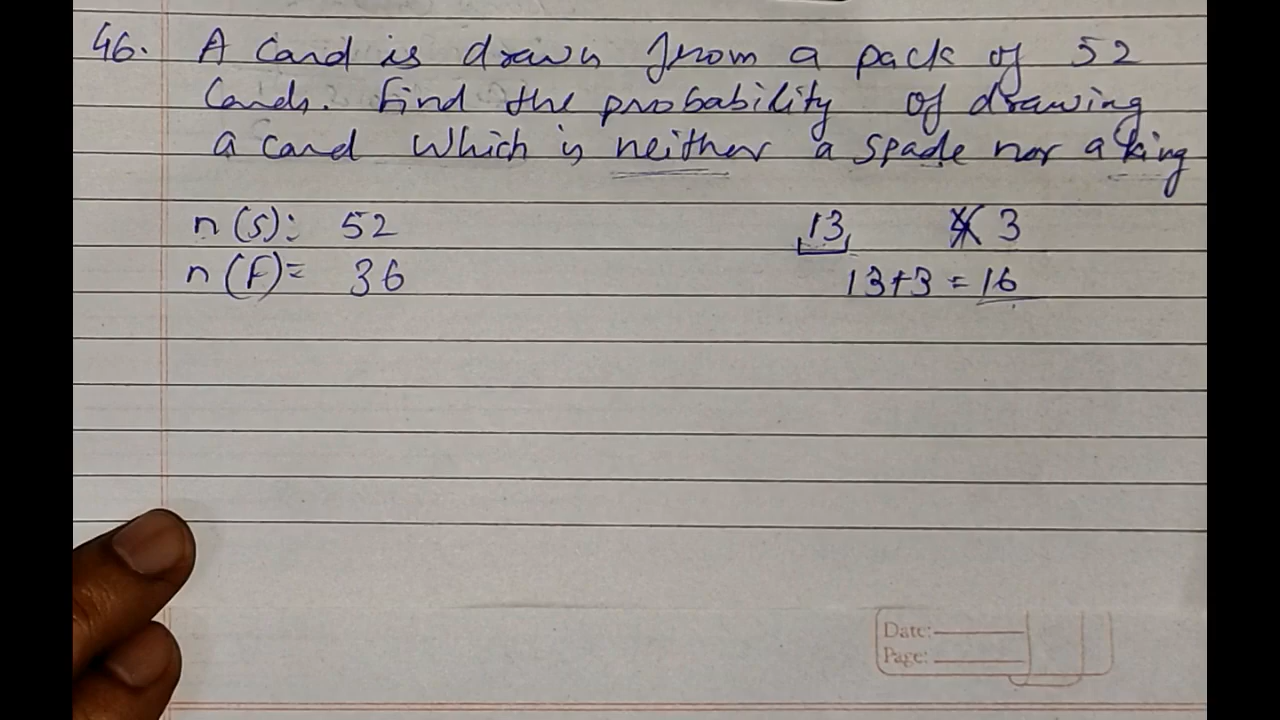 46. A Card is drawn from a pack of 52
Cards. Find the probability of drawing
a card which is neither a spade nor a king
n(S): 52 13 3
n(F)= 36 13+3 = 16
Date:
Page: